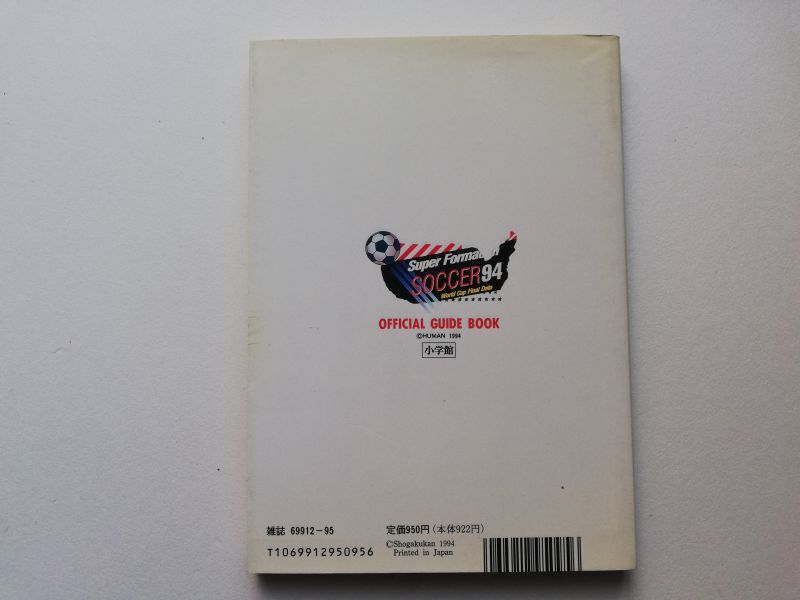 Super Formation
SOCCER94
World Cup Final Data
OFFICIAL GUIDE BOOK
©HUMAN 1994
小学館
雑誌 69912-95
定価950円(本体922円)
T1069912950956
©Shogakukan 1994
Printed in Japan